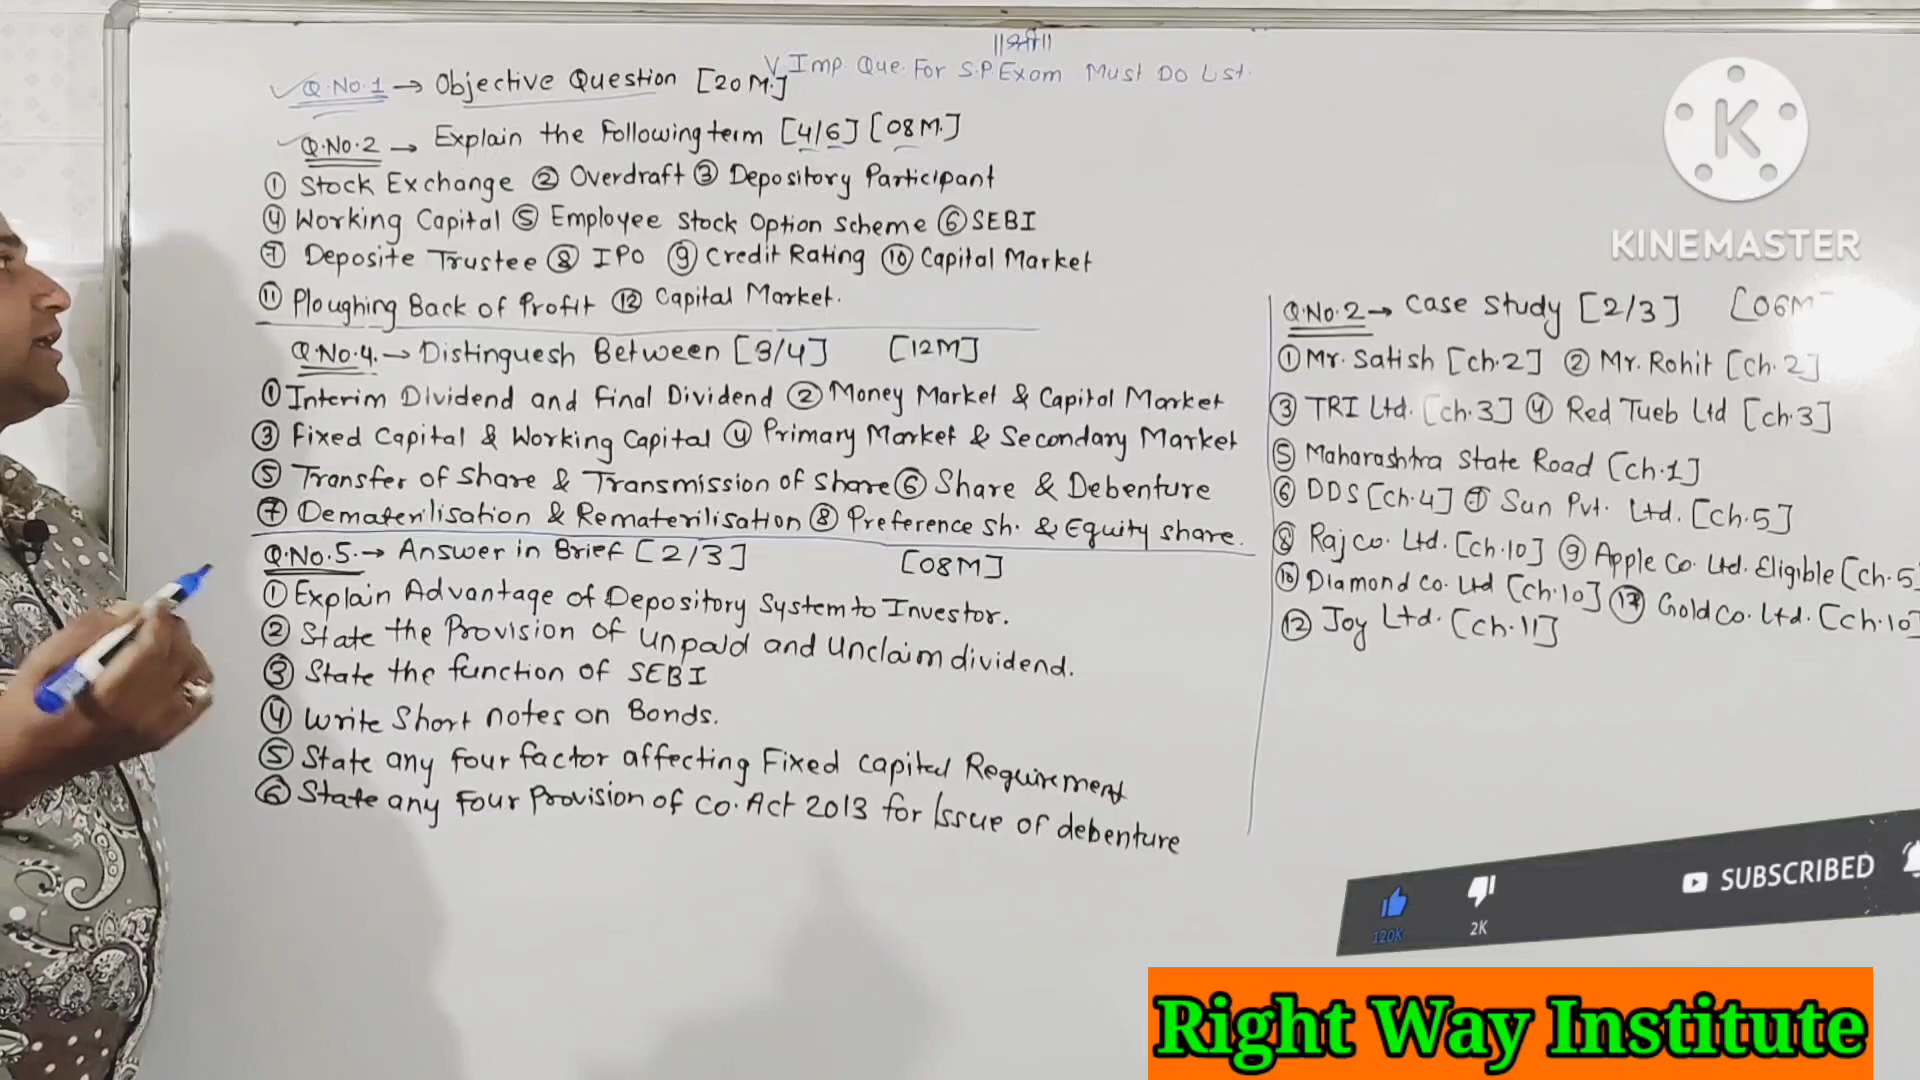 ||श्री||
V. Imp. Que. For S.P. Exam Must Do List.
Q.No.1 → Objective Question [20 M.]
Q.No.2 → Explain the Following term [4/6] [08 M.]
① Stock Exchange ② Overdraft ③ Depository Participant
④ Working Capital ⑤ Employee Stock Option Scheme ⑥ SEBI
⑦ Deposite Trustee ⑧ IPO ⑨ Credit Rating ⑩ Capital Market
⑪ Ploughing Back of Profit ⑫ Capital Market.
Q.No.4. → Distinguesh Between [3/4] [12M]
① Interim Dividend and Final Dividend ② Money Market & Capital Market
③ Fixed Capital & Working Capital ④ Primary Market & Secondary Market
⑤ Transfer of Share & Transmission of Share ⑥ Share & Debenture
⑦ Dematerilisation & Rematerilisation ⑧ Preference sh. & Equity share.
Q.No.5. → Answer in Brief [2/3] [08M]
① Explain Advantage of Depository System to Investor.
② State the Provision of Unpaid and Unclaim dividend.
③ State the function of SEBI
④ Write Short notes on Bonds.
⑤ State any four factor affecting Fixed capital Requirement
⑥ State any Four Provision of Co. Act 2013 for Issue of debenture
Q.No.2 → Case Study [2/3] [06M]
① Mr. Satish [ch.2] ② Mr. Rohit [ch.2]
③ TRI Ltd. [ch.3] ④ Red Tueb Ltd [ch.3]
⑤ Maharashtra State Road [ch.1]
⑥ DDS [ch.4] ⑦ Sun Pvt. Ltd. [ch.5]
⑧ Raj co. Ltd. [ch.10] ⑨ Apple Co. Ltd. Eligible [ch.5]
⑩ Diamond co. Ltd [ch.10] Gold Co. Ltd. [ch.10]
⑫ Joy Ltd. [ch.11]
K
KINEMASTER
120K
2K
SUBSCRIBED
Right Way Institute